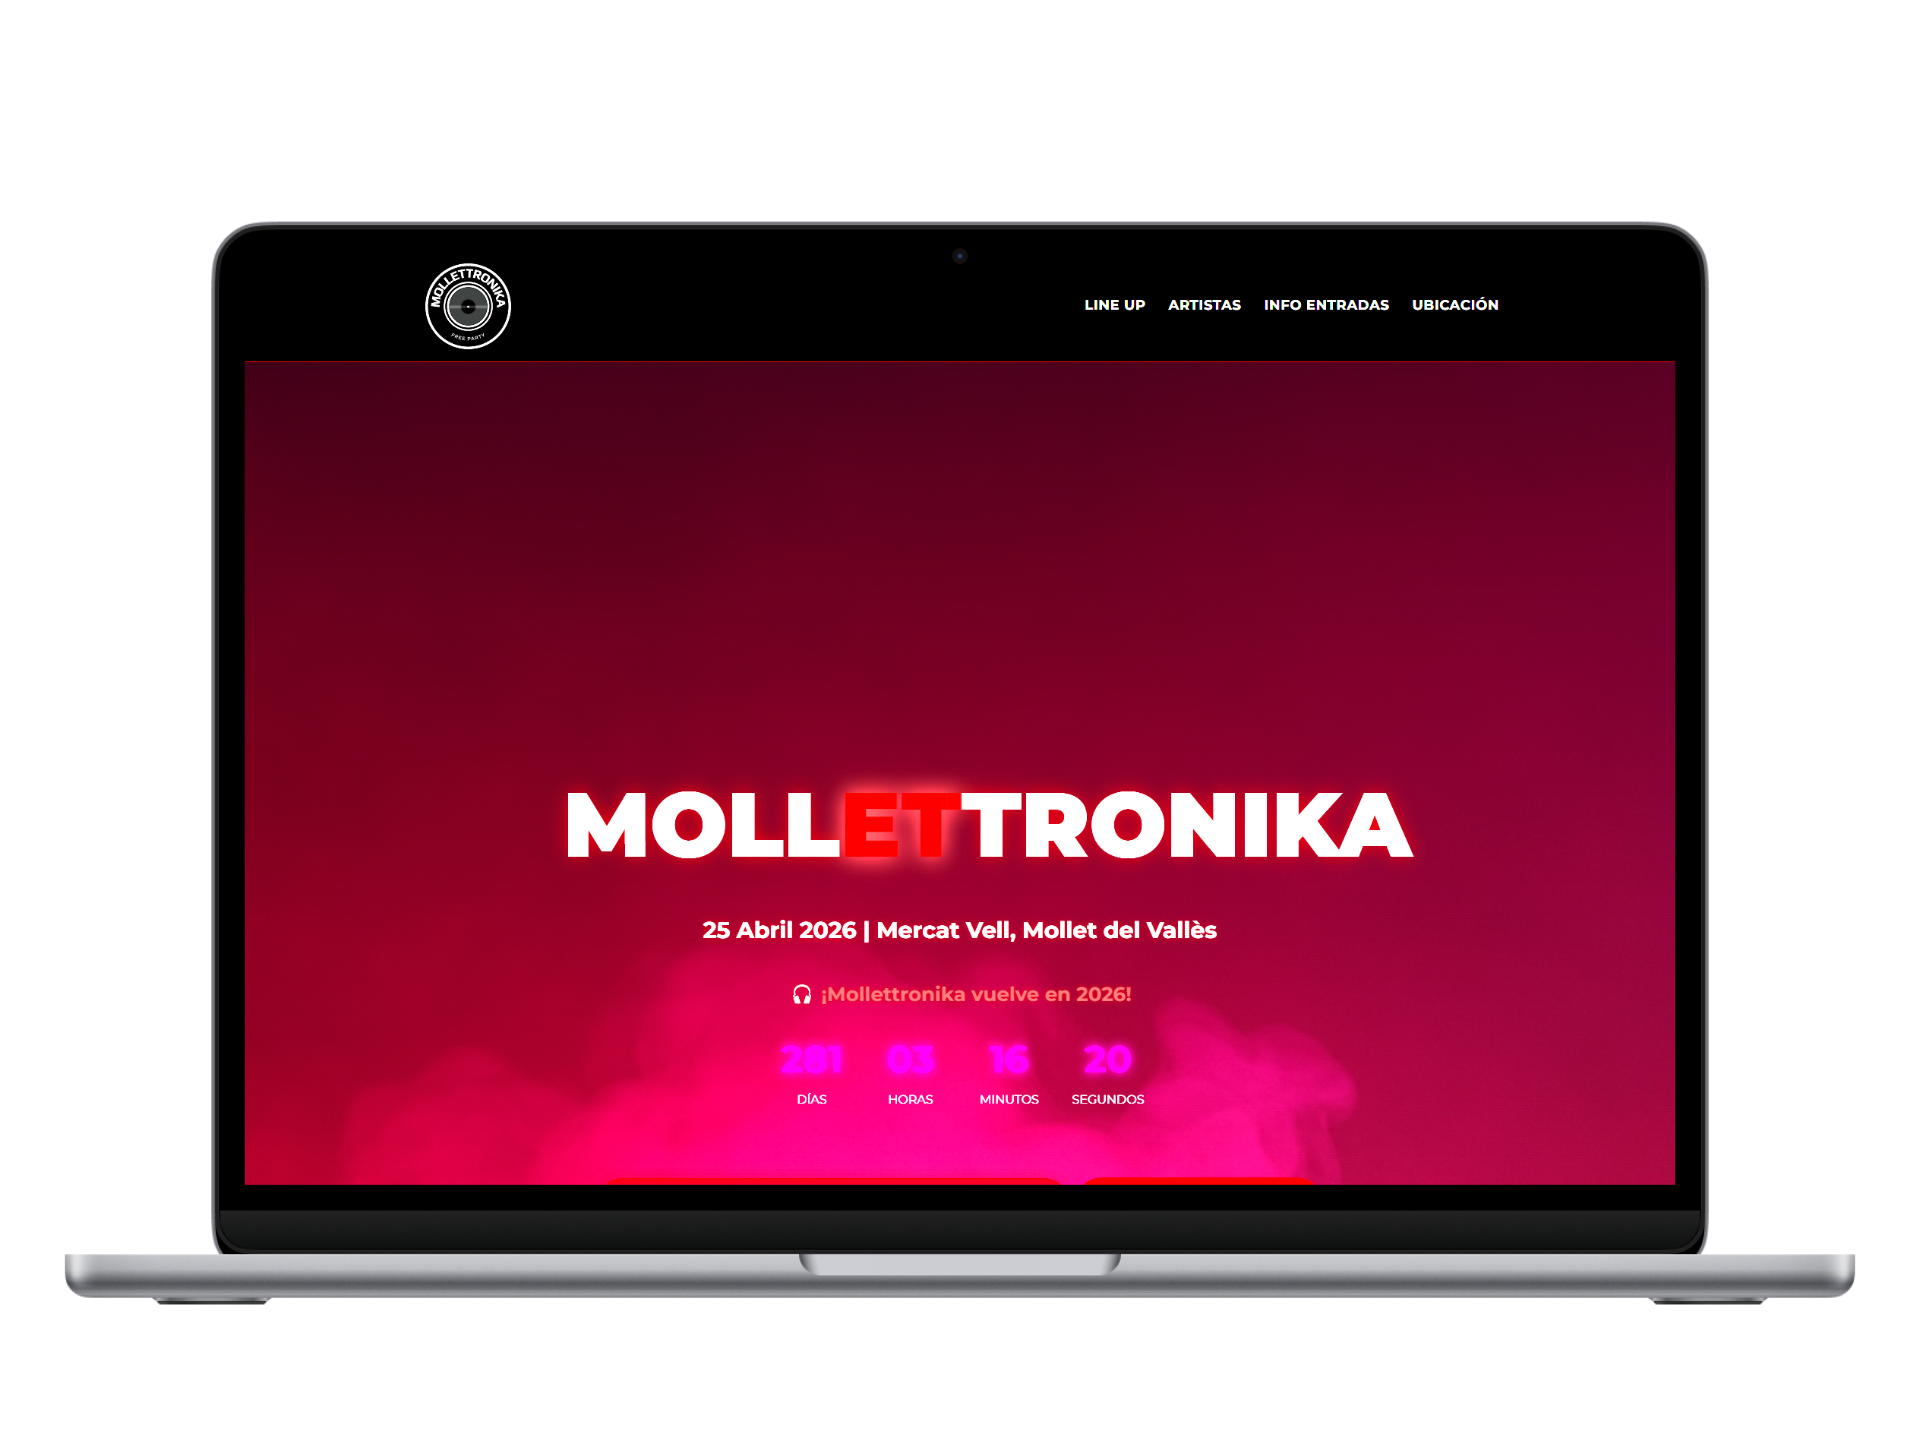 MOLLETTRONIKA
FREE PARTY
LINE UP ARTISTAS INFO ENTRADAS UBICACIÓN
MOLLETTRONIKA
25 Abril 2026 | Mercat Vell, Mollet del Vallès
¡Mollettronika vuelve en 2026!
281 03 16 20
DÍAS HORAS MINUTOS SEGUNDOS